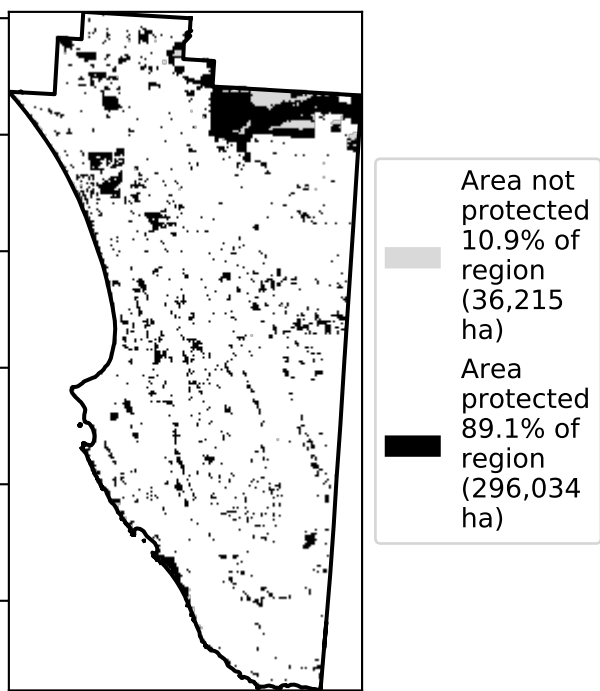 Area not
protected
10.9% of
region
(36,215
ha)
Area
protected
89.1% of
region
(296,034
ha)